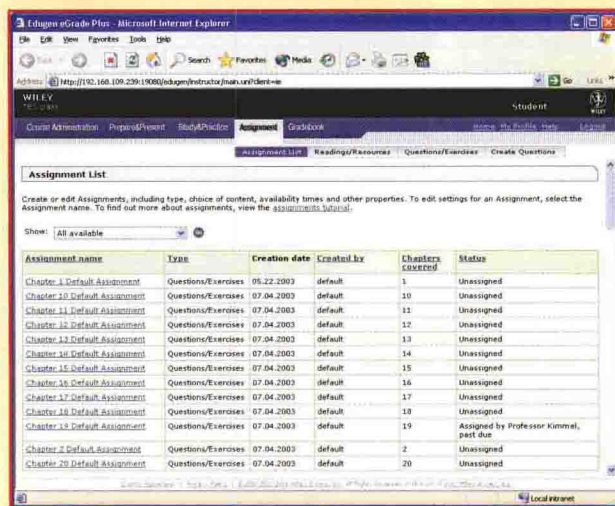 Edugen eGrade Plus - Microsoft Internet Explorer
File Edit View Favorites Tools Help
Search Favorites Media
Address http://192.168.109.239:19080/edugen/instructor/main.uni?client=ie Go Links »
WILEY
Student
WILEY
Course Administration Prepare&Present Study&Practice Assignment Gradebook Home My Profile Help Logout
Assignment List Readings/Resources Questions/Exercises Create Questions
Assignment List
Create or edit Assignments, including type, choice of content, availability times and other properties. To edit settings for an Assignment, select the
Assignment name. To find out more about assignments, view the assignments tutorial.
Show: All available
Assignment name Type Creation date Created by Chapters covered Status
Chapter 1 Default Assignment Questions/Exercises 05.22.2003 default 1 Unassigned
Chapter 10 Default Assignment Questions/Exercises 07.04.2003 default 10 Unassigned
Chapter 11 Default Assignment Questions/Exercises 07.04.2003 default 11 Unassigned
Chapter 12 Default Assignment Questions/Exercises 07.04.2003 default 12 Unassigned
Chapter 13 Default Assignment Questions/Exercises 07.04.2003 default 13 Unassigned
Chapter 14 Default Assignment Questions/Exercises 07.04.2003 default 14 Unassigned
Chapter 15 Default Assignment Questions/Exercises 07.04.2003 default 15 Unassigned
Chapter 16 Default Assignment Questions/Exercises 07.04.2003 default 16 Unassigned
Chapter 17 Default Assignment Questions/Exercises 07.04.2003 default 17 Unassigned
Chapter 18 Default Assignment Questions/Exercises 07.04.2003 default 18 Unassigned
Chapter 19 Default Assignment Questions/Exercises 07.04.2003 default 19 Assigned by Professor Kimmel,
past due
Chapter 2 Default Assignment Questions/Exercises 07.04.2003 default 2 Unassigned
Chapter 20 Default Assignment Questions/Exercises 07.04.2003 default 20 Unassigned
Local intranet